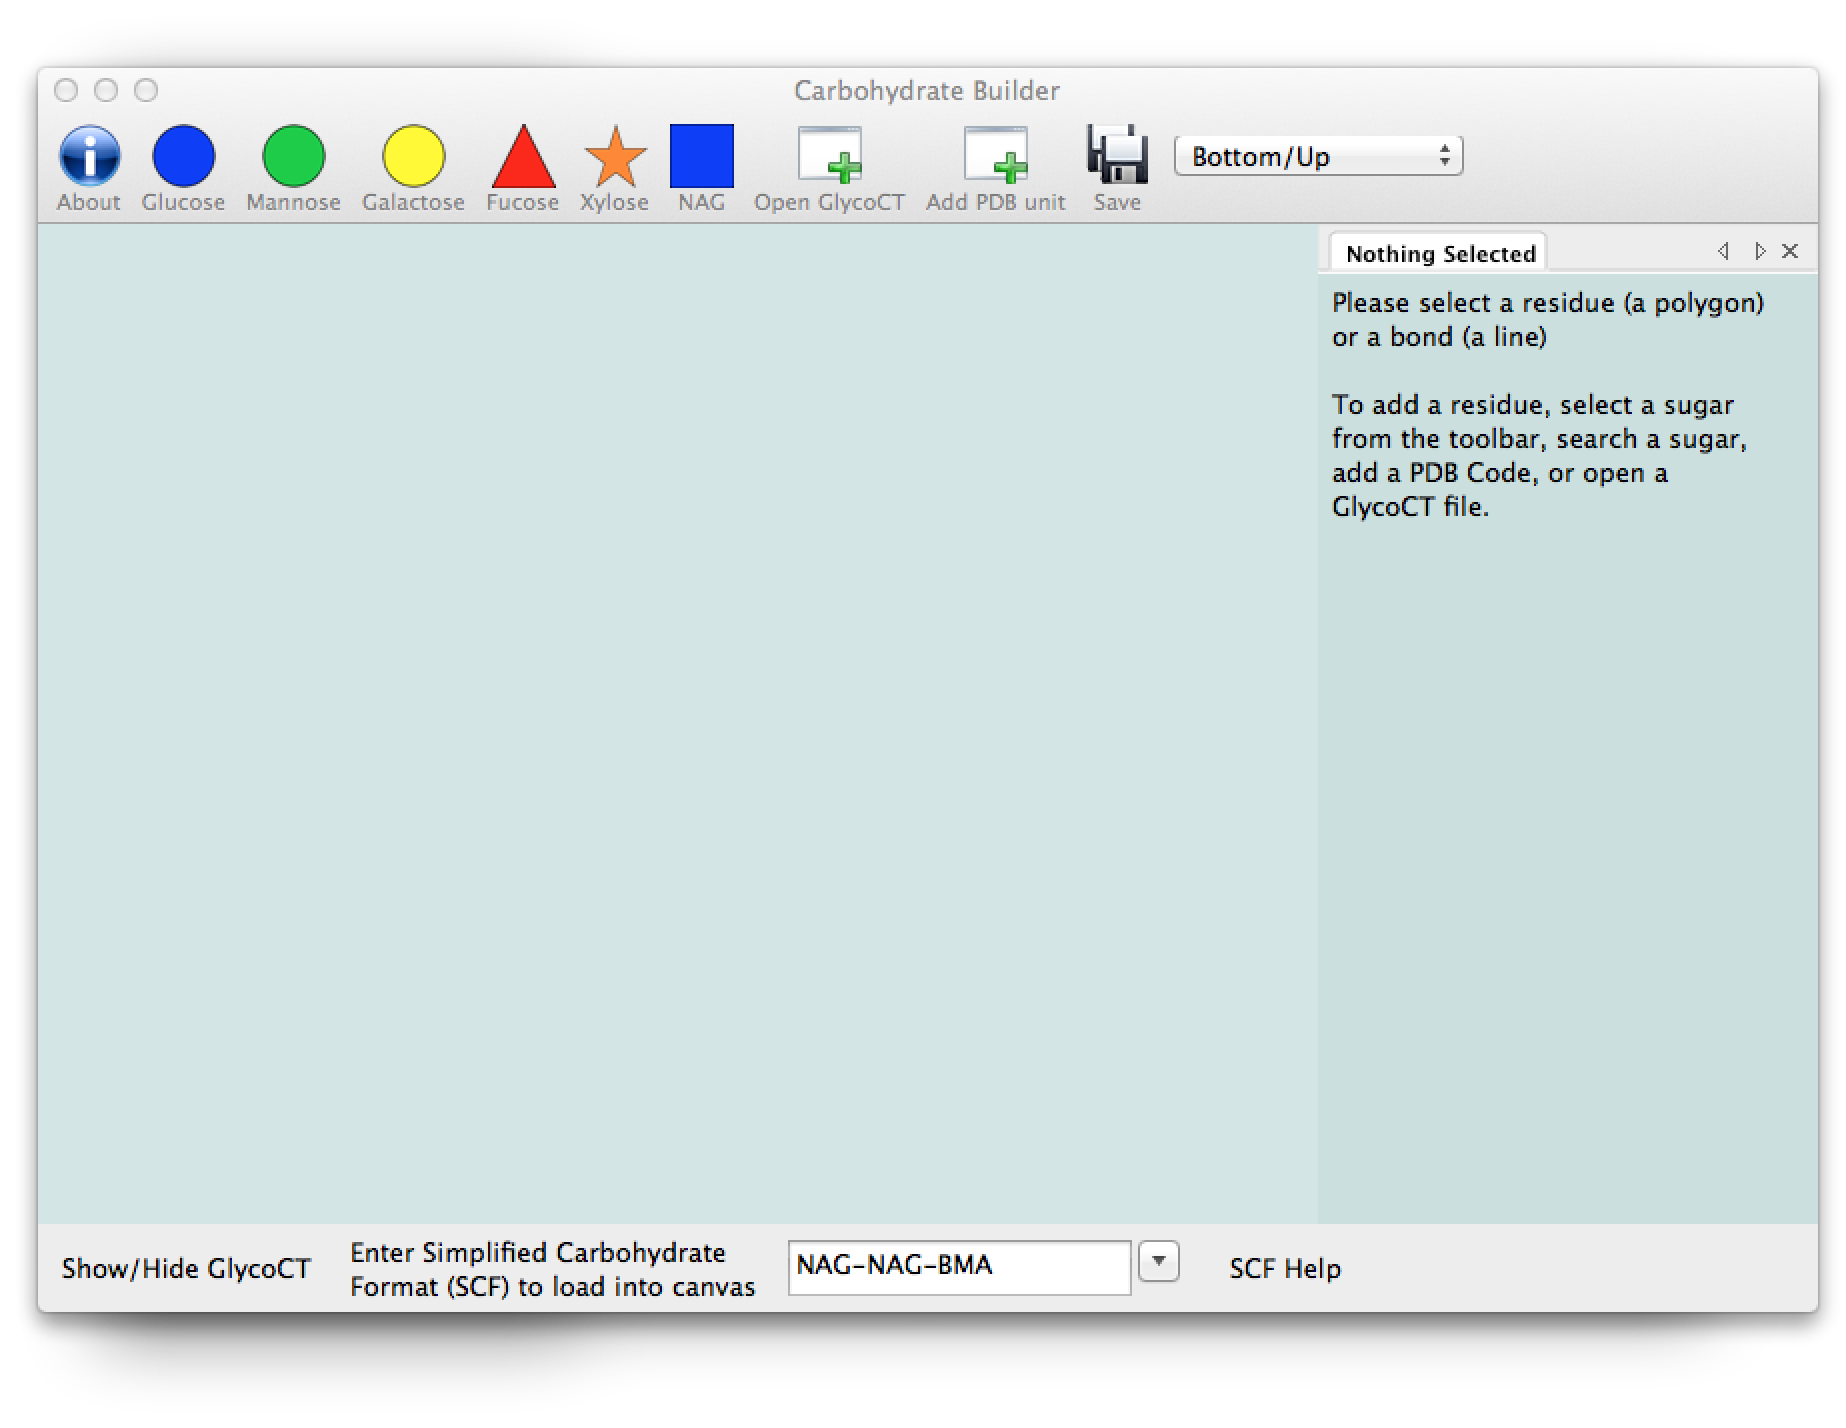 Carbohydrate Builder
About Glucose Mannose Galactose Fucose Xylose NAG Open GlycoCT Add PDB unit Save Bottom/Up
Nothing Selected
Please select a residue (a polygon)
or a bond (a line)
To add a residue, select a sugar
from the toolbar, search a sugar,
add a PDB Code, or open a
GlycoCT file.
Show/Hide GlycoCT
Enter Simplified Carbohydrate
Format (SCF) to load into canvas
NAG-NAG-BMA
SCF Help